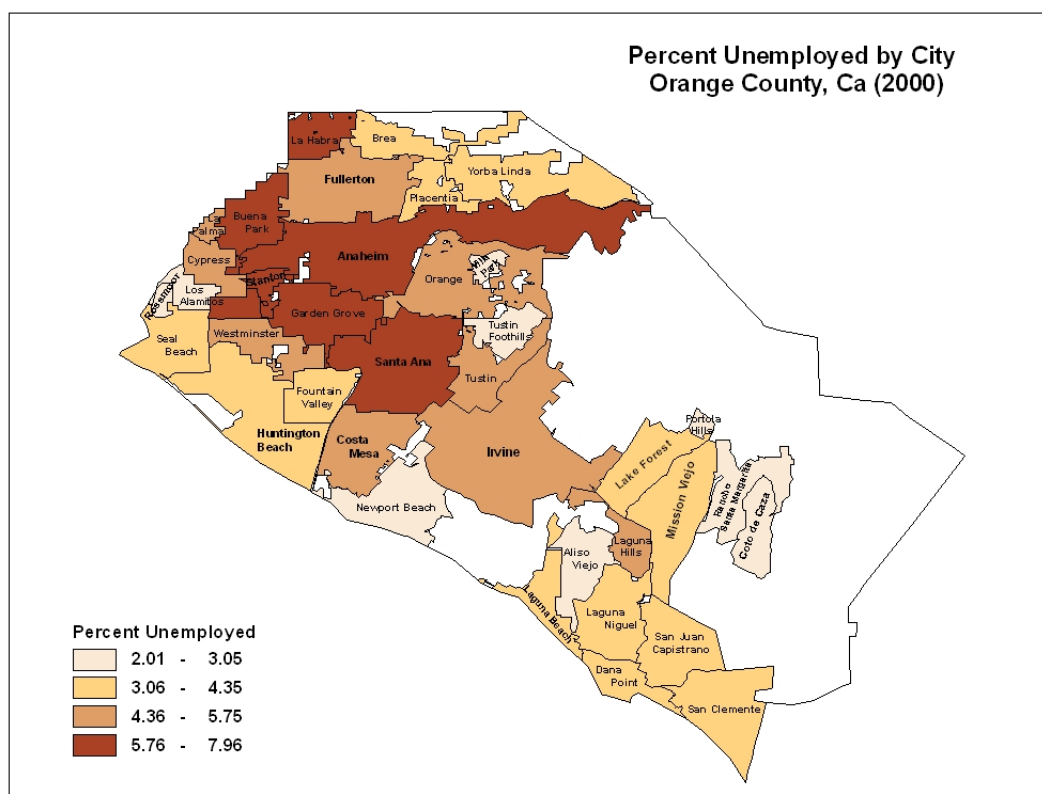 Percent Unemployed by City
Orange County, Ca (2000)
La Habra
Brea
Fullerton
Yorba Linda
Placentia
La
Palma
Buena
Park
Cypress
Anaheim
Orange
Villa
Park
Stanton
Rossmoor
Los
Alamitos
Garden Grove
Tustin
Foothills
Seal
Beach
Westminster
Santa Ana
Tustin
Fountain
Valley
Huntington
Beach
Costa
Mesa
Irvine
Portola
Hills
Lake Forest
Mission Viejo
Rancho
Santa Margarita
Coto de Caza
Newport Beach
Aliso
Viejo
Laguna
Hills
Laguna Beach
Laguna
Niguel
San Juan
Capistrano
Dana
Point
San Clemente
Percent Unemployed
2.01 - 3.05
3.06 - 4.35
4.36 - 5.75
5.76 - 7.96